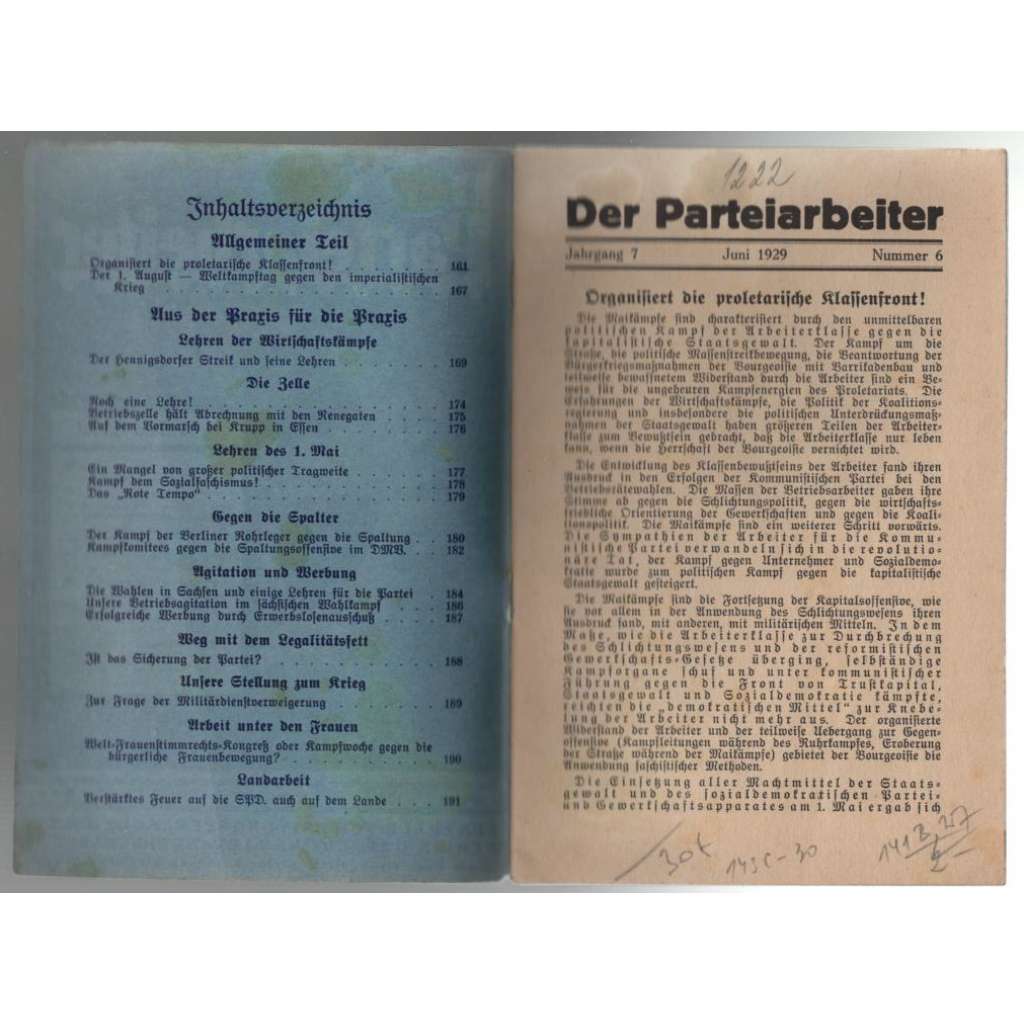 Inhaltsverzeichnis
Allgemeiner Teil
Organisiert die proletarische Klassenfront! . . . . . . . . . . 161
Der 1. August — Weltkampftag gegen den imperialistischen
Krieg . . . . . . . . . . 167
Aus der Praxis für die Praxis
Lehren der Wirtschaftskämpfe
Der Hennigsdorfer Streik und seine Lehren . . . . . . . . . . 169
Die Zelle
Noch eine Lehre! . . . . . . . . . . 174
Betriebszelle hält Abrechnung mit den Renegaten . . . . . 175
Auf dem Vormarsch bei Krupp in Essen . . . . . . . . . . 176
Lehren des 1. Mai
Ein Mangel von großer politischer Tragweite . . . . . . . 177
Kampf dem Sozialfaschismus! . . . . . . . . . . 178
Das „Rote Tempo“ . . . . . . . . . . 179
Gegen die Spalter
Der Kampf der Berliner Rohrleger gegen die Spaltung . . . 180
Kampfkomitees gegen die Spaltungsoffensive im DMV. . . . 182
Agitation und Werbung
Die Wahlen in Sachsen und einige Lehren für die Partei . . . 184
Unsere Betriebsagitation im sächsischen Wahlkampf . . . . . 186
Erfolgreiche Werbung durch Erwerbslosenausschuß . . . . . 187
Weg mit dem Legalitätsfett
Ist das Sicherung der Partei? . . . . . . . . . . 188
Unsere Stellung zum Krieg
Zur Frage der Militärdienstverweigerung . . . . . . . . . . 189
Arbeit unter den Frauen
Welt-Frauenstimmrechts-Kongreß oder Kampfwoche gegen die
bürgerliche Frauenbewegung? . . . . . . . . . . 190
Landarbeit
Verstärktes Feuer auf die SPD. auch auf dem Lande . . . . 191
1222
Der Parteiarbeiter
Jahrgang 7 Juni 1929 Nummer 6
Organisiert die proletarische Klassenfront!
Die Maikämpfe sind charakterisiert durch den unmittelbaren
politischen Kampf der Arbeiterklasse gegen die
kapitalistische Staatsgewalt. Der Kampf um die
Straße, die politische Massenstreikbewegung, die Beantwortung der
Bürgerkriegsmaßnahmen der Bourgeoisie mit Barrikadenbau und
teilweise bewaffnetem Widerstand durch die Arbeiter sind ein Be-
weis für die ungeheuren Kampfenergien des Proletariats. Die
Erfahrungen der Wirtschaftskämpfe, die Politik der Koalitions-
regierung und insbesondere die politischen Unterdrückungsmaß-
nahmen der Staatsgewalt haben größeren Teilen der Arbeiter-
klasse zum Bewußtsein gebracht, daß die Arbeiterklasse nur leben
kann, wenn die Herrschaft der Bourgeoisie vernichtet wird.
Die Entwicklung des Klassenbewußtseins der Arbeiter fand ihren
Ausdruck in den Erfolgen der Kommunistischen Partei bei den
Betriebsrätewahlen. Die Massen der Betriebsarbeiter gaben ihre
Stimme ab gegen die Schlichtungspolitik, gegen die wirtschafts-
friedliche Orientierung der Gewerkschaften und gegen die Koali-
tionspolitik. Die Maikämpfe sind ein weiterer Schritt vorwärts.
Die Sympathien der Arbeiter für die Kommu-
nistische Partei verwandeln sich in die revolutio-
näre Tat, der Kampf gegen Unternehmer und Sozialdemo-
kratie wurde zum politischen Kampf gegen die kapitalistische
Staatsgewalt gesteigert.
Die Maikämpfe sind die Fortsetzung der Kapitalsoffensive, wie
sie vor allem in der Anwendung des Schlichtungswesens ihren
Ausdruck fand, mit anderen, mit militärischen Mitteln. In dem
Maße, wie die Arbeiterklasse zur Durchbrechung
des Schlichtungswesens und der reformistischen
Gewerkschafts-Gesetze überging, selbständige
Kampforgane schuf und unter kommunistischer
Führung gegen die Front von Trustkapital,
Staatsgewalt und Sozialdemokratie kämpfte,
reichten die „demokratischen Mittel“ zur Knebe-
lung der Arbeiter nicht mehr aus. Der organisierte
Widerstand der Arbeiter und der teilweise Uebergang zur Gegen-
offensive (Kampfleitungen während des Ruhrkampfes, Eroberung
der Straße während der Maikämpfe) gebietet der Bourgeoisie die
Anwendung faschistischer Methoden.
Die Einsetzung aller Machtmittel der Staats-
gewalt und des sozialdemokratischen Partei-
und Gewerkschaftsapparates am 1. Mai ergab sich